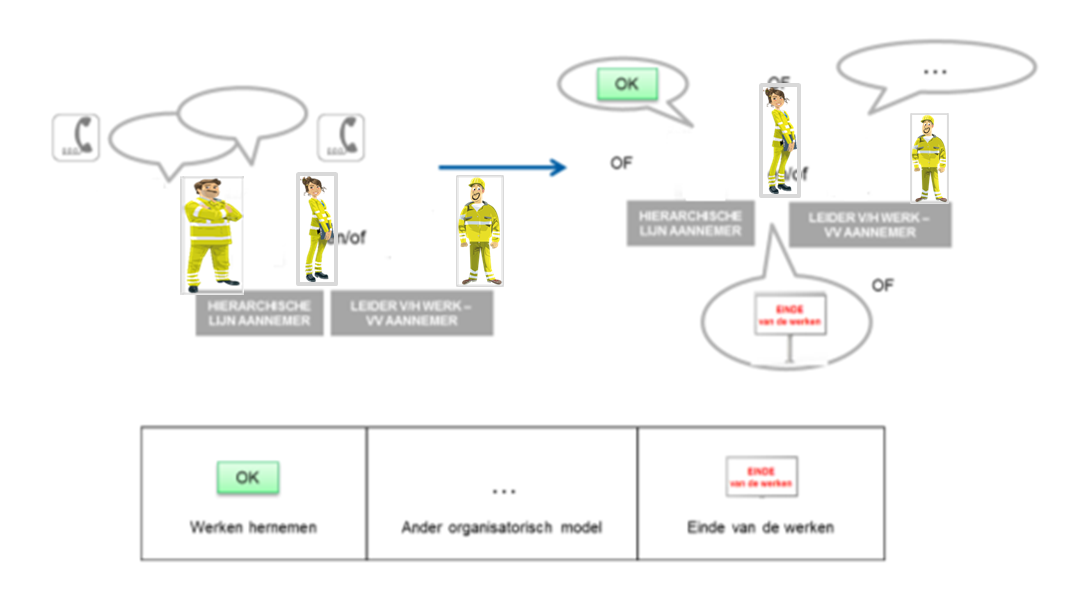 en/of
HIERARCHISCHE
LIJN AANNEMER
LEIDER V/H WERK –
VV AANNEMER
OK
OF
...
OF
en/of
HIERARCHISCHE
LIJN AANNEMER
LEIDER V/H WERK –
VV AANNEMER
OF
EINDE
van de werken
OK
Werken hernemen
...
Ander organisatorisch model
EINDE
van de werken
Einde van de werken